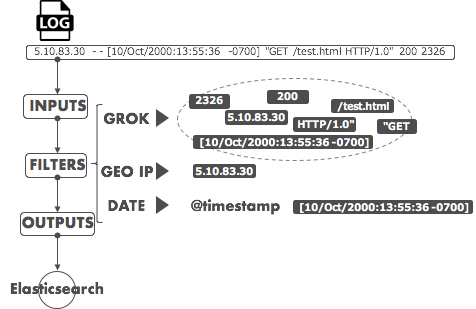 LOG
5.10.83.30 - - [10/Oct/2000:13:55:36 -0700] "GET /test.html HTTP/1.0" 200 2326
INPUTS
FILTERS
OUTPUTS
Elasticsearch
GROK
2326
200
/test.html
5.10.83.30
HTTP/1.0"
"GET
[10/Oct/2000:13:55:36 -0700]
GEO IP
5.10.83.30
DATE
@timestamp
[10/Oct/2000:13:55:36 -0700]